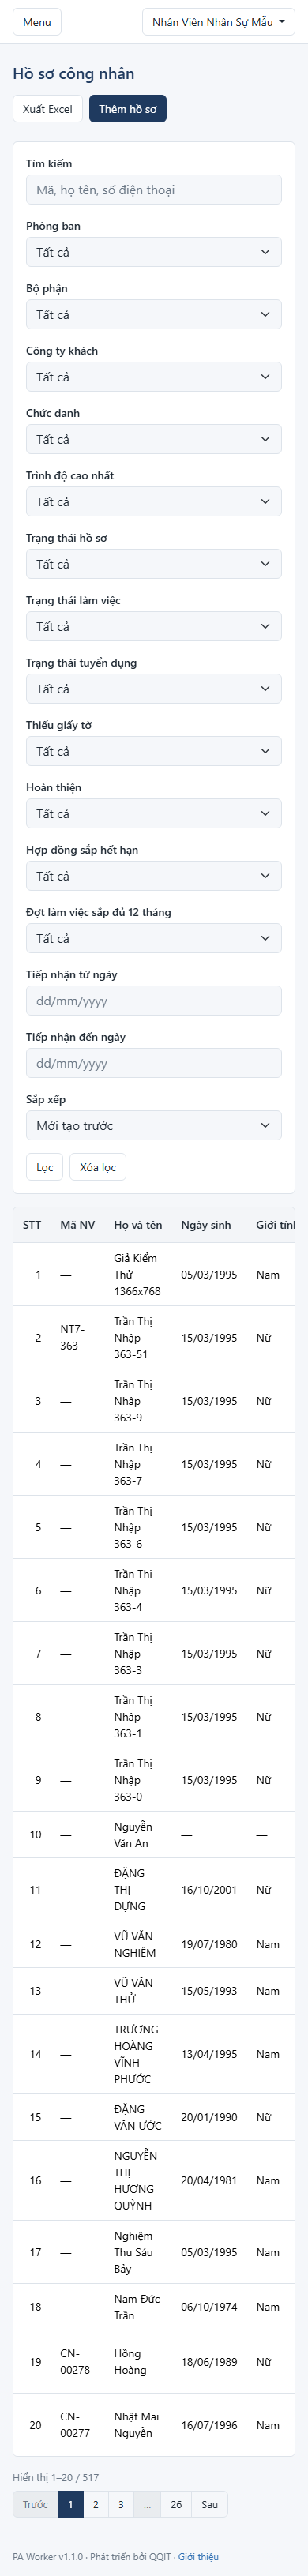 Menu
Nhân Viên Nhân Sự Mẫu
Hồ sơ công nhân
Xuất Excel
Thêm hồ sơ
Tìm kiếm
Mã, họ tên, số điện thoại
Phòng ban
Tất cả
Bộ phận
Tất cả
Công ty khách
Tất cả
Chức danh
Tất cả
Trình độ cao nhất
Tất cả
Trạng thái hồ sơ
Tất cả
Trạng thái làm việc
Tất cả
Trạng thái tuyển dụng
Tất cả
Thiếu giấy tờ
Tất cả
Hoàn thiện
Tất cả
Hợp đồng sắp hết hạn
Tất cả
Đợt làm việc sắp đủ 12 tháng
Tất cả
Tiếp nhận từ ngày
dd/mm/yyyy
Tiếp nhận đến ngày
dd/mm/yyyy
Sắp xếp
Mới tạo trước
Lọc Xóa lọc
STT Mã NV Họ và tên Ngày sinh Giới tính
1 — Giả Kiểm Thử 1366x768 05/03/1995 Nam
2 NT7-363 Trần Thị Nhập 363-51 15/03/1995 Nữ
3 — Trần Thị Nhập 363-9 15/03/1995 Nữ
4 — Trần Thị Nhập 363-7 15/03/1995 Nữ
5 — Trần Thị Nhập 363-6 15/03/1995 Nữ
6 — Trần Thị Nhập 363-4 15/03/1995 Nữ
7 — Trần Thị Nhập 363-3 15/03/1995 Nữ
8 — Trần Thị Nhập 363-1 15/03/1995 Nữ
9 — Trần Thị Nhập 363-0 15/03/1995 Nữ
10 — Nguyễn Văn An — —
11 — ĐẶNG THỊ DỰNG 16/10/2001 Nữ
12 — VŨ VĂN NGHIỆM 19/07/1980 Nam
13 — VŨ VĂN THỬ 15/05/1993 Nam
14 — TRƯƠNG HOÀNG VĨNH PHƯỚC 13/04/1995 Nam
15 — ĐẶNG VĂN ƯỚC 20/01/1990 Nữ
16 — NGUYỄN THỊ HƯƠNG QUỲNH 20/04/1981 Nam
17 — Nghiệm Thu Sáu Bảy 05/03/1995 Nam
18 — Nam Đức Trần 06/10/1974 Nam
19 CN-00278 Hồng Hoàng 18/06/1989 Nữ
20 CN-00277 Nhật Mai Nguyễn 16/07/1996 Nam
Hiển thị 1–20 / 517
Trước 1 2 3 … 26 Sau
PA Worker v1.1.0 · Phát triển bởi QQIT · Giới thiệu